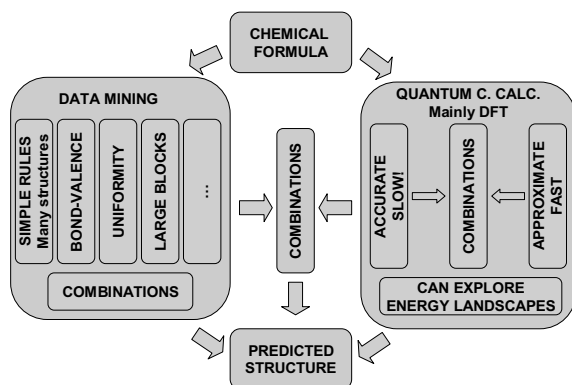 CHEMICAL
FORMULA
DATA MINING
SIMPLE RULES
Many structures
BOND-VALENCE
UNIFORMITY
LARGE BLOCKS
...
COMBINATIONS
COMBINATIONS
QUANTUM C. CALC.
Mainly DFT
ACCURATE
SLOW!
COMBINATIONS
APPROXIMATE
FAST
CAN EXPLORE
ENERGY LANDSCAPES
PREDICTED
STRUCTURE